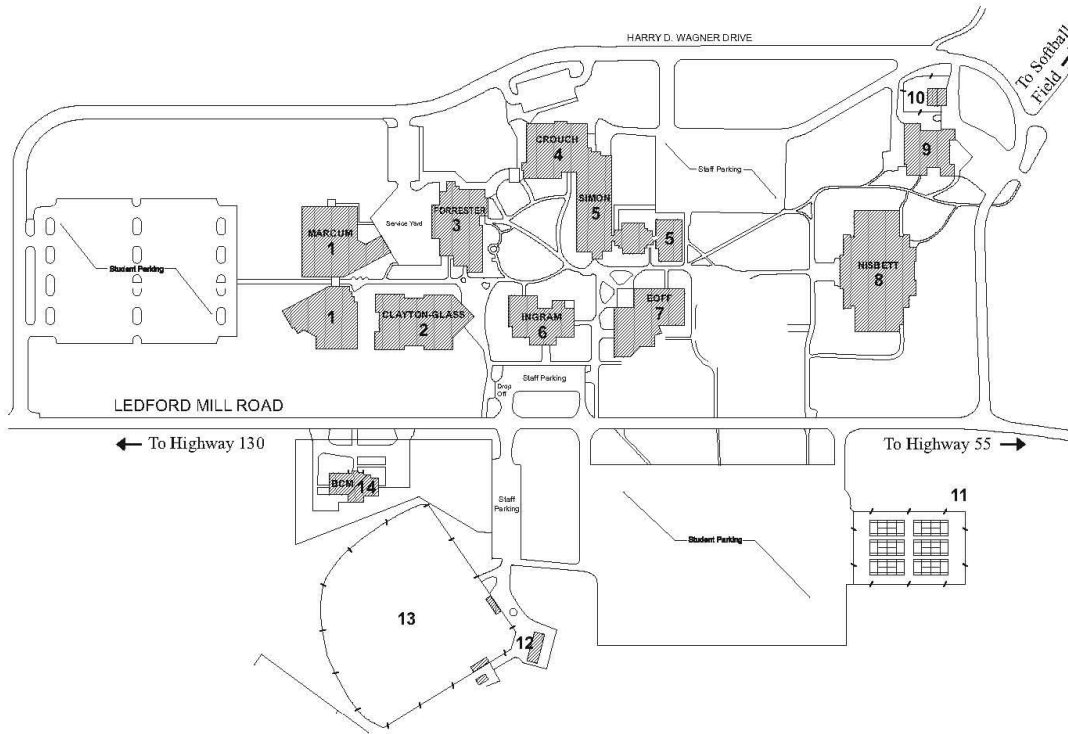 HARRY D. WAGNER DRIVE
To Softball
Field
10
CROUCH
4
9
Staff Parking
SIMON
5
FORRESTER
3
Service Yard
MARCUM
1
5
NISBETT
8
Student Parking
EOFF
7
INGRAM
6
CLAYTON-GLASS
2
1
Staff Parking
Drop
Off
LEDFORD MILL ROAD
To Highway 130
To Highway 55
BCM
14
Staff
Parking
11
Student Parking
13
12